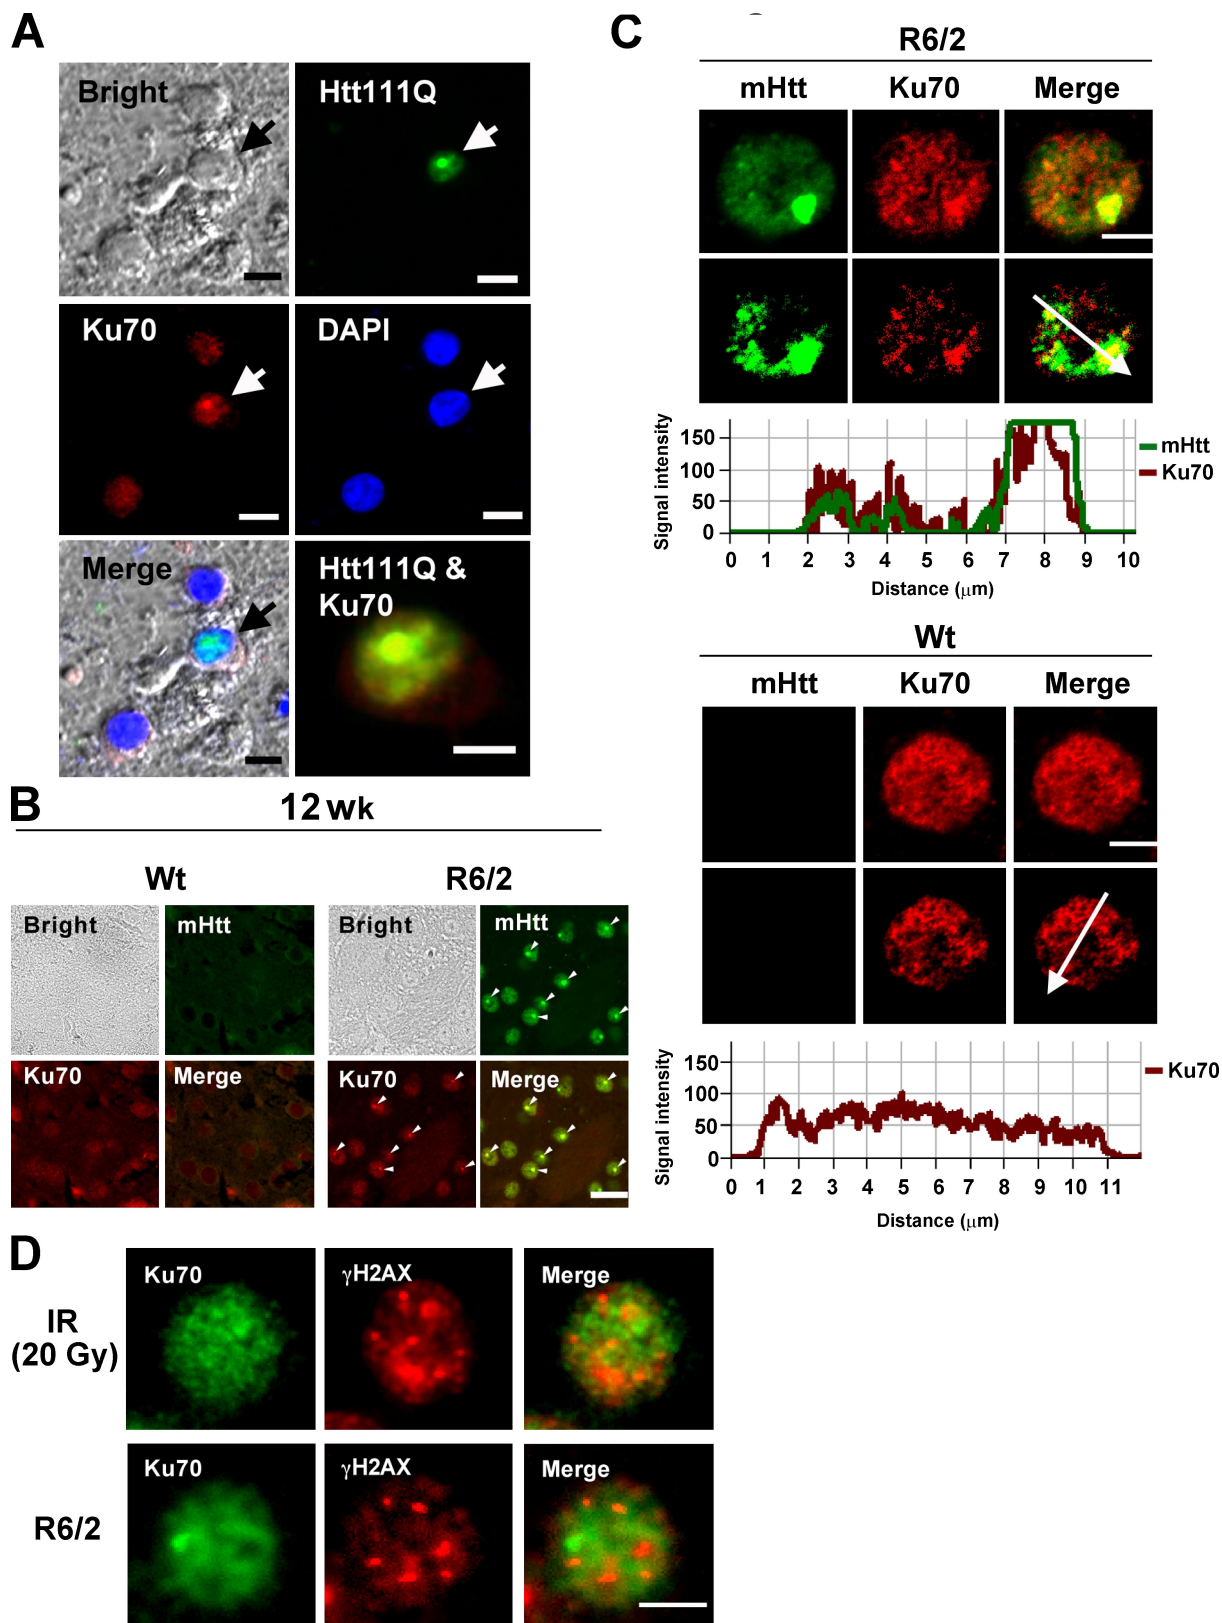 A
Bright
Htt111Q
Ku70
DAPI
Merge
Htt111Q &
Ku70
B
12 wk
Wt
R6/2
Bright
mHtt
Bright
mHtt
Ku70
Merge
Ku70
Merge
C
R6/2
mHtt Ku70 Merge
Signal intensity
150
100
50
0
0 1 2 3 4 5 6 7 8 9 10
Distance (μm)
mHtt
Ku70
Wt
mHtt Ku70 Merge
Signal intensity
150
100
50
0
0 1 2 3 4 5 6 7 8 9 10 11
Distance (μm)
Ku70
D
IR
(20 Gy)
Ku70
γH2AX
Merge
R6/2
Ku70
γH2AX
Merge